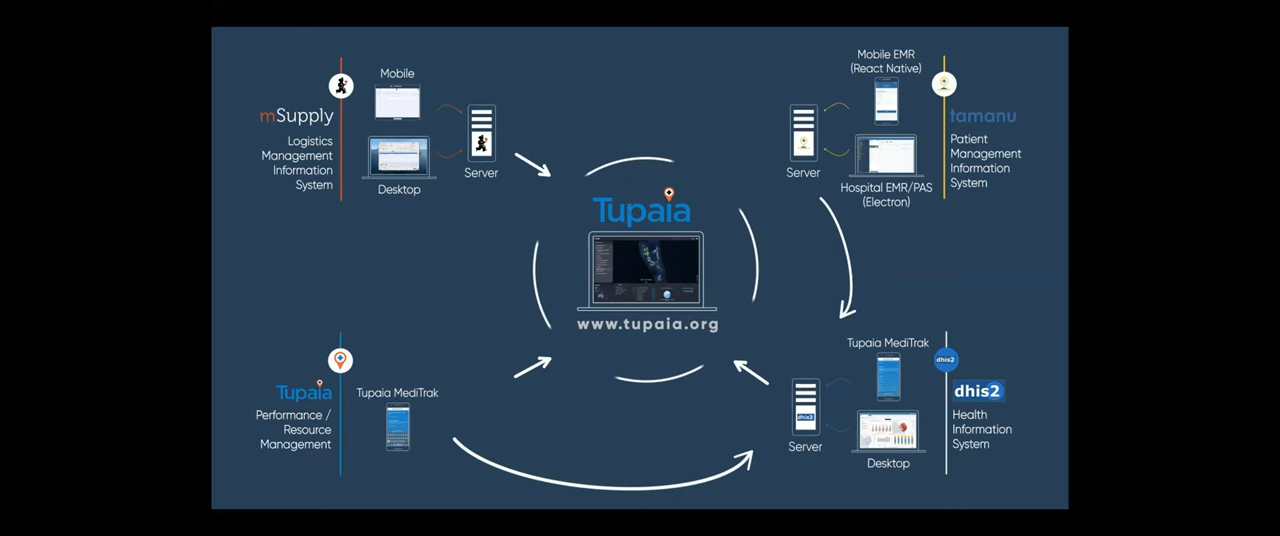 Mobile
mSupply
Logistics
Management
Information
System
Desktop
Server
Mobile EMR
(React Native)
tamanu
Patient
Management
Information
System
Server
Hospital EMR/PAS
(Electron)
Tupaia
www.tupaia.org
Tupaia
Performance /
Resource
Management
Tupaia MediTrak
Tupaia MediTrak
dhis2
dhis2
Health
Information
System
dhis2
Server
Desktop